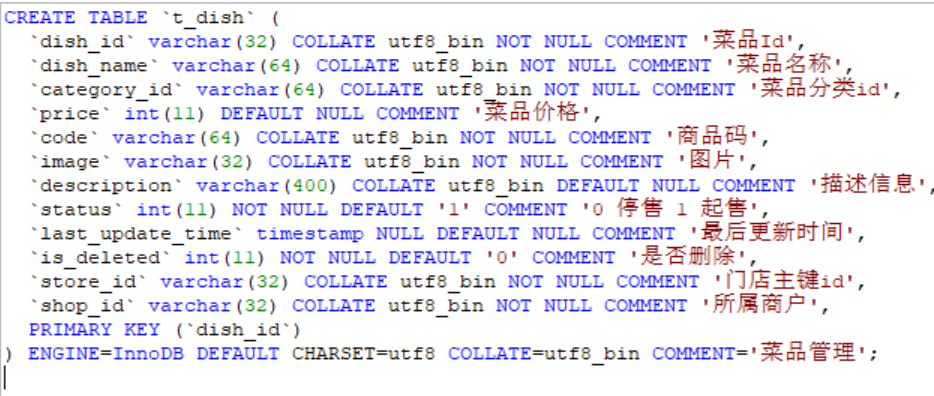 CREATE TABLE `t_dish` (
  `dish_id` varchar(32) COLLATE utf8_bin NOT NULL COMMENT '菜品Id',
  `dish_name` varchar(64) COLLATE utf8_bin NOT NULL COMMENT '菜品名称',
  `category_id` varchar(64) COLLATE utf8_bin NOT NULL COMMENT '菜品分类id',
  `price` int(11) DEFAULT NULL COMMENT '菜品价格',
  `code` varchar(64) COLLATE utf8_bin NOT NULL COMMENT '商品码',
  `image` varchar(32) COLLATE utf8_bin NOT NULL COMMENT '图片',
  `description` varchar(400) COLLATE utf8_bin DEFAULT NULL COMMENT '描述信息',
  `status` int(11) NOT NULL DEFAULT '1' COMMENT '0 停售 1 起售',
  `last_update_time` timestamp NULL DEFAULT NULL COMMENT '最后更新时间',
  `is_deleted` int(11) NOT NULL DEFAULT '0' COMMENT '是否删除',
  `store_id` varchar(32) COLLATE utf8_bin NOT NULL COMMENT '门店主键id',
  `shop_id` varchar(32) COLLATE utf8_bin NOT NULL COMMENT '所属商户',
  PRIMARY KEY (`dish_id`)
) ENGINE=InnoDB DEFAULT CHARSET=utf8 COLLATE=utf8_bin COMMENT='菜品管理';